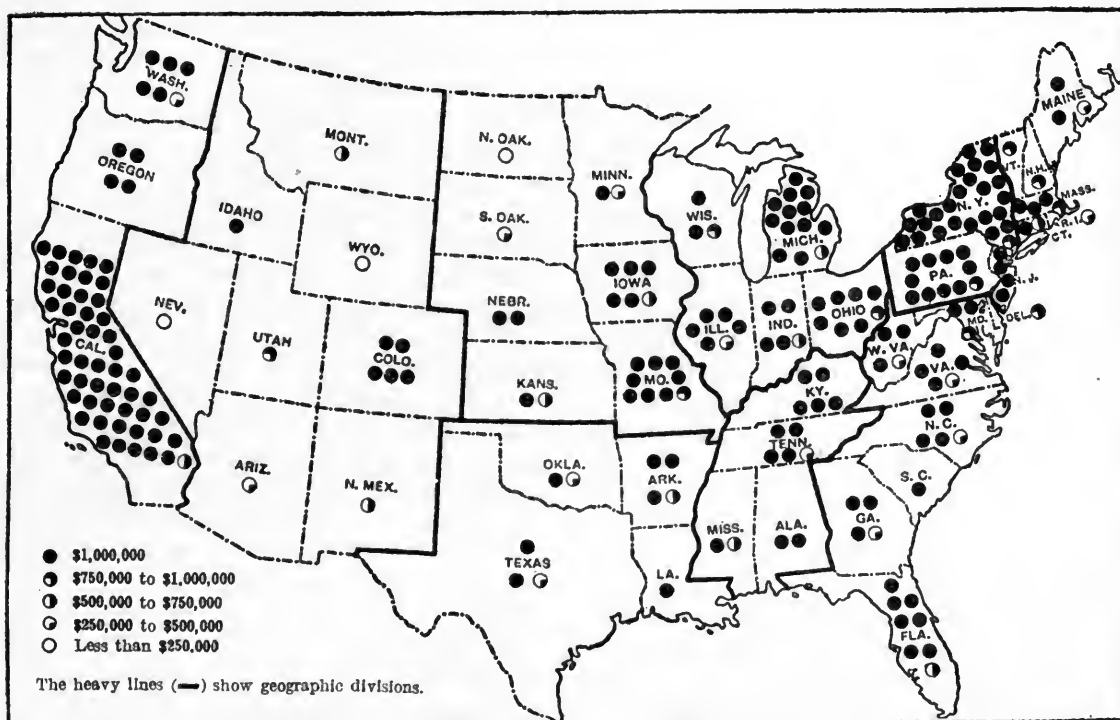 WASH.
OREGON
CAL.
NEV.
IDAHO
MONT.
WYO.
UTAH
COLO.
ARIZ.
N. MEX.
N. OAK.
S. OAK.
NEBR.
KANS.
OKLA.
TEXAS
MINN.
IOWA
MO.
ARK.
LA.
WIS.
MICH.
ILL.
IND.
OHIO
KY.
TENN.
MISS.
ALA.
MAINE
VT.
N.H.
MASS.
R.I.
CT.
N. Y.
PA.
N. J.
DEL.
MD.
W. VA.
VA.
N. C.
S. C.
GA.
FLA.
$1,000,000
$750,000 to $1,000,000
$500,000 to $750,000
$250,000 to $500,000
Less than $250,000
The heavy lines (—) show geographic divisions.